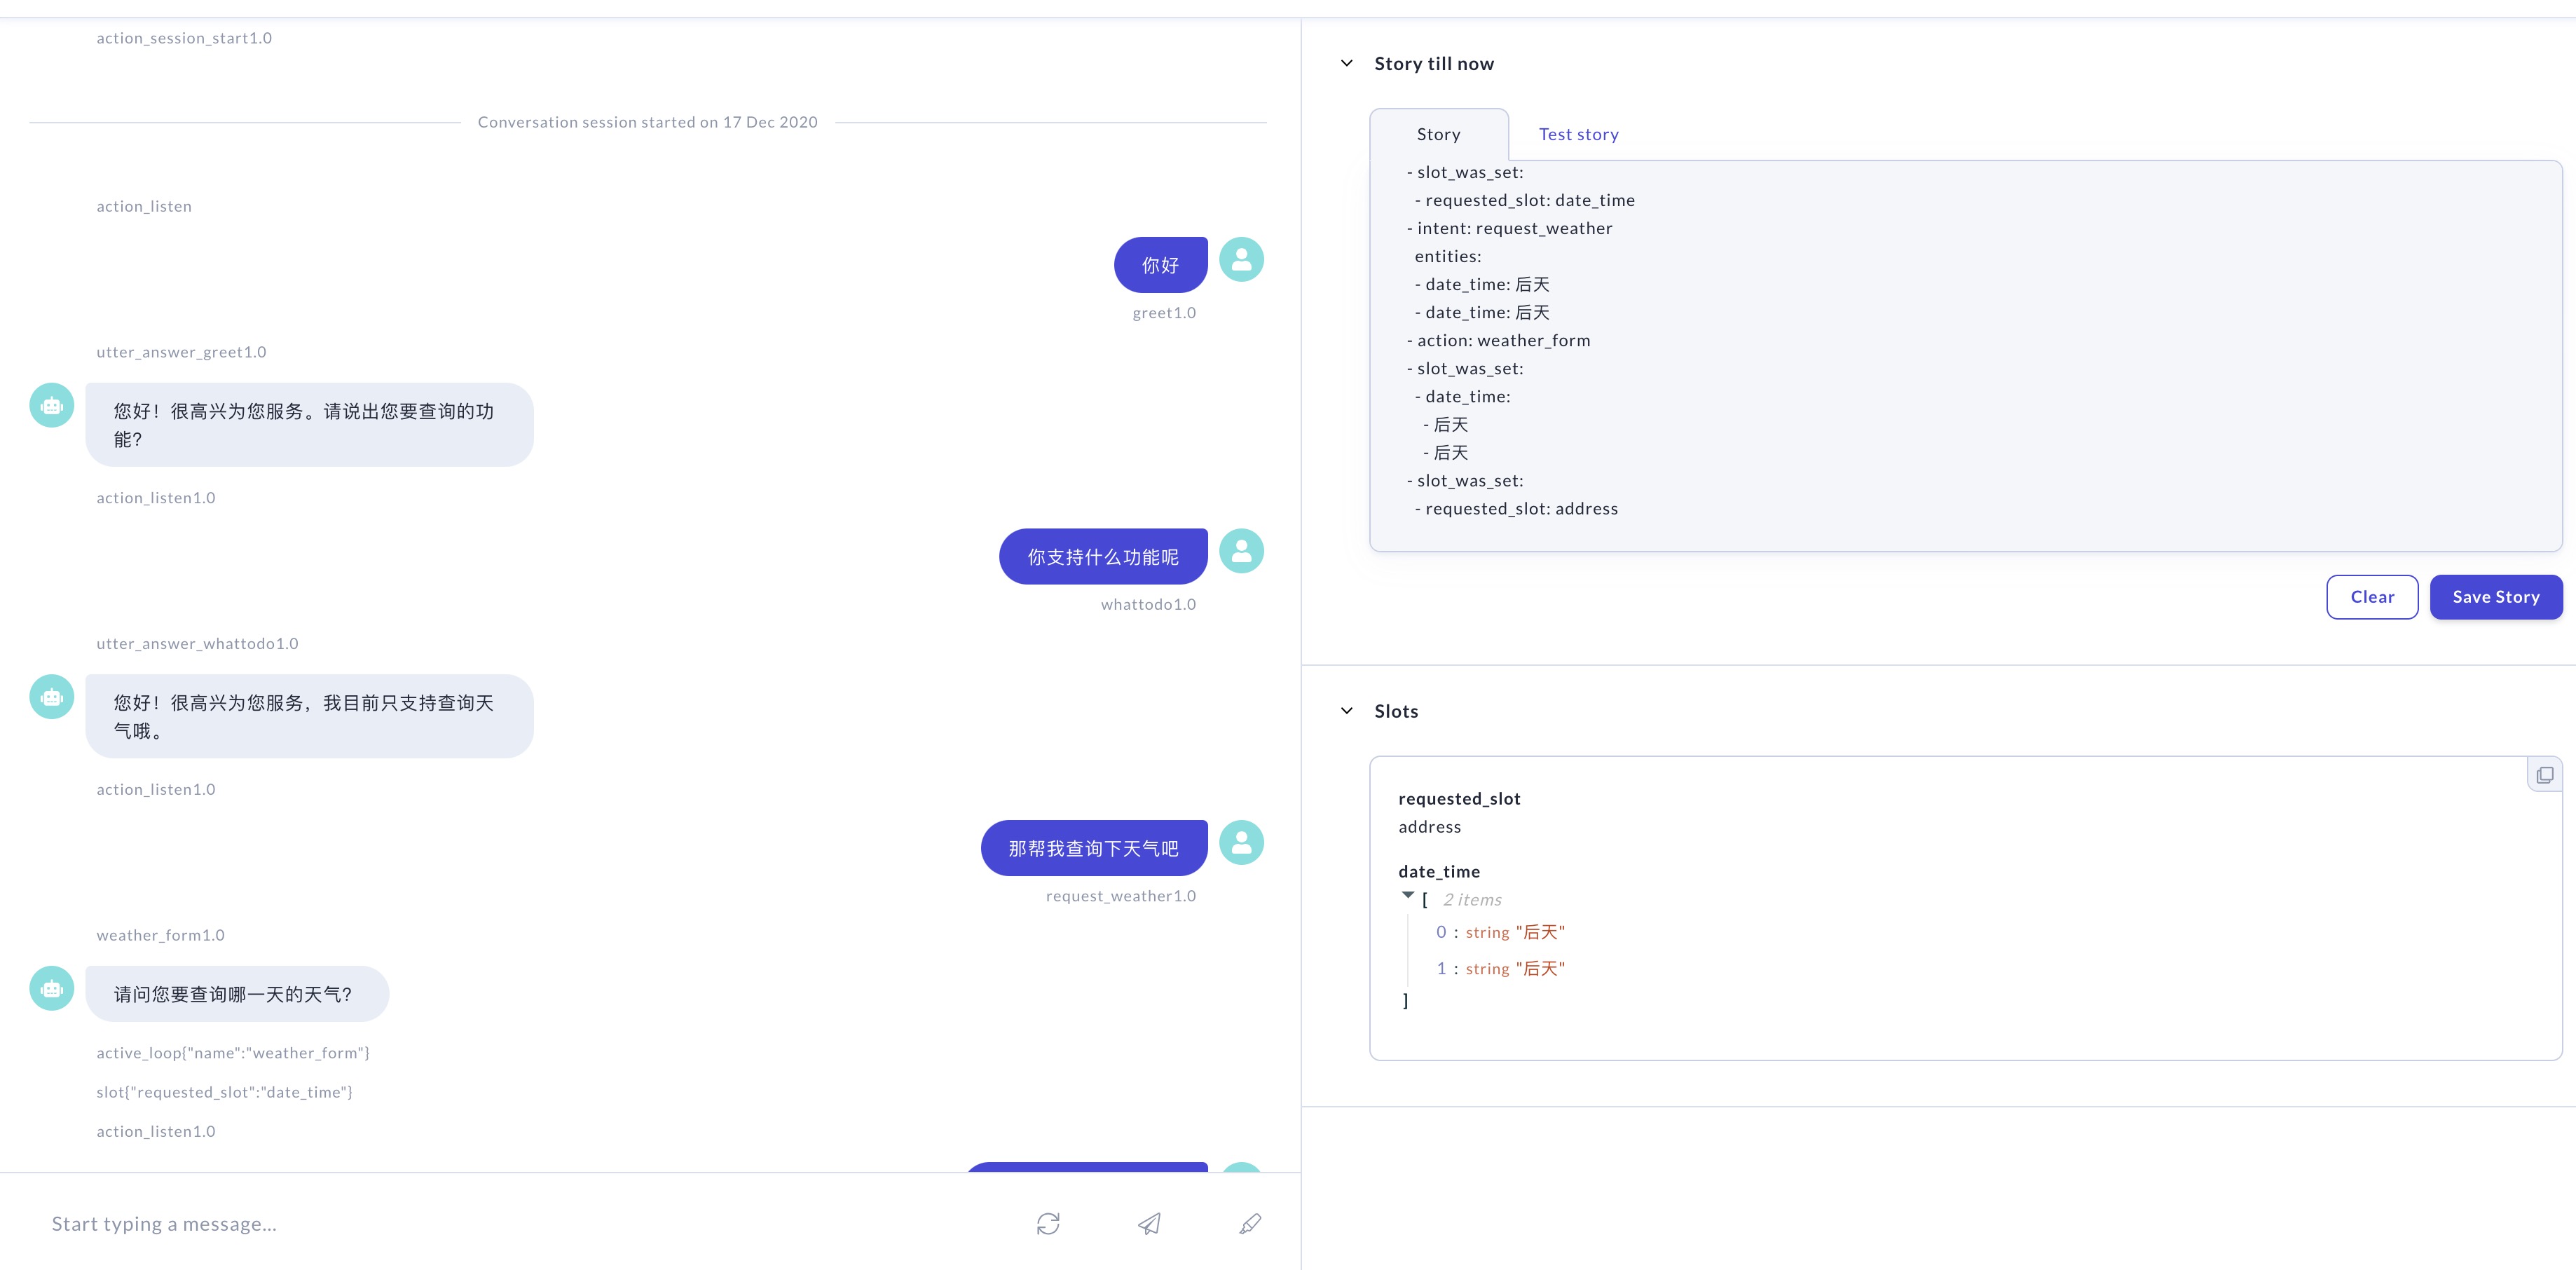 action_session_start1.0
Conversation session started on 17 Dec 2020
action_listen
你好
greet1.0
utter_answer_greet1.0
您好！很高兴为您服务。请说出您要查询的功
能？
action_listen1.0
你支持什么功能呢
whattodo1.0
utter_answer_whattodo1.0
您好！很高兴为您服务，我目前只支持查询天
气哦。
action_listen1.0
那帮我查询下天气吧
request_weather1.0
weather_form1.0
请问您要查询哪一天的天气？
active_loop{"name":"weather_form"}
slot{"requested_slot":"date_time"}
action_listen1.0
Start typing a message...
Story till now
Story
Test story
- slot_was_set:
- requested_slot: date_time
- intent: request_weather
entities:
- date_time: 后天
- date_time: 后天
- action: weather_form
- slot_was_set:
- date_time:
- 后天
- 后天
- slot_was_set:
- requested_slot: address
Clear
Save Story
Slots
requested_slot
address
date_time
[ 2 items
0 : string "后天"
1 : string "后天"
]